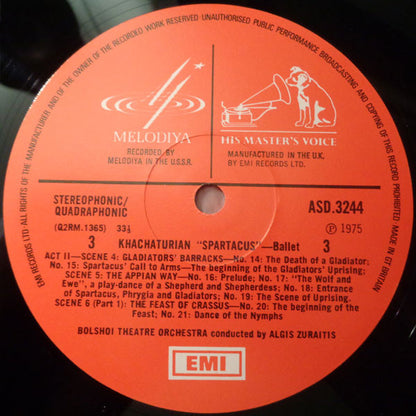 ALL RIGHTS OF THE MANUFACTURER AND OF THE OWNER OF THE RECORDED WORK RESERVED UNAUTHORISED PUBLIC PERFORMANCE BROADCASTING AND COPYING OF THIS RECORD PROHIBITED
MELODIYA
RECORDED BY
MELODIYA IN THE U.S.S.R.
HIS MASTER'S VOICE
MANUFACTURED IN THE U.K.
BY EMI RECORDS LTD.
STEREOPHONIC/
QUADRAPHONIC
(Q2RM.1365) 33⅓
ASD.3244
Ⓟ 1975
3 KHACHATURIAN "SPARTACUS"—Ballet 3
ACT II—SCENE 4: GLADIATORS' BARRACKS—No. 14: The Death of a Gladiator;
No. 15: Spartacus' Call to Arms—The beginning of the Gladiators' Uprising;
SCENE 5: THE APPIAN WAY—No. 16: Prelude; No. 17: "The Wolf and
Ewe", a play-dance of a Shepherd and Shepherdess; No. 18: Entrance
of Spartacus, Phrygia and Gladiators; No. 19: The Scene of Uprising.
SCENE 6 (Part 1): THE FEAST OF CRASSUS—No. 20: The beginning of the
Feast; No. 21: Dance of the Nymphs
BOLSHOI THEATRE ORCHESTRA conducted by ALGIS ZURAITIS
EMI
EMI RECORDS LTD
MADE IN GT BRITAIN